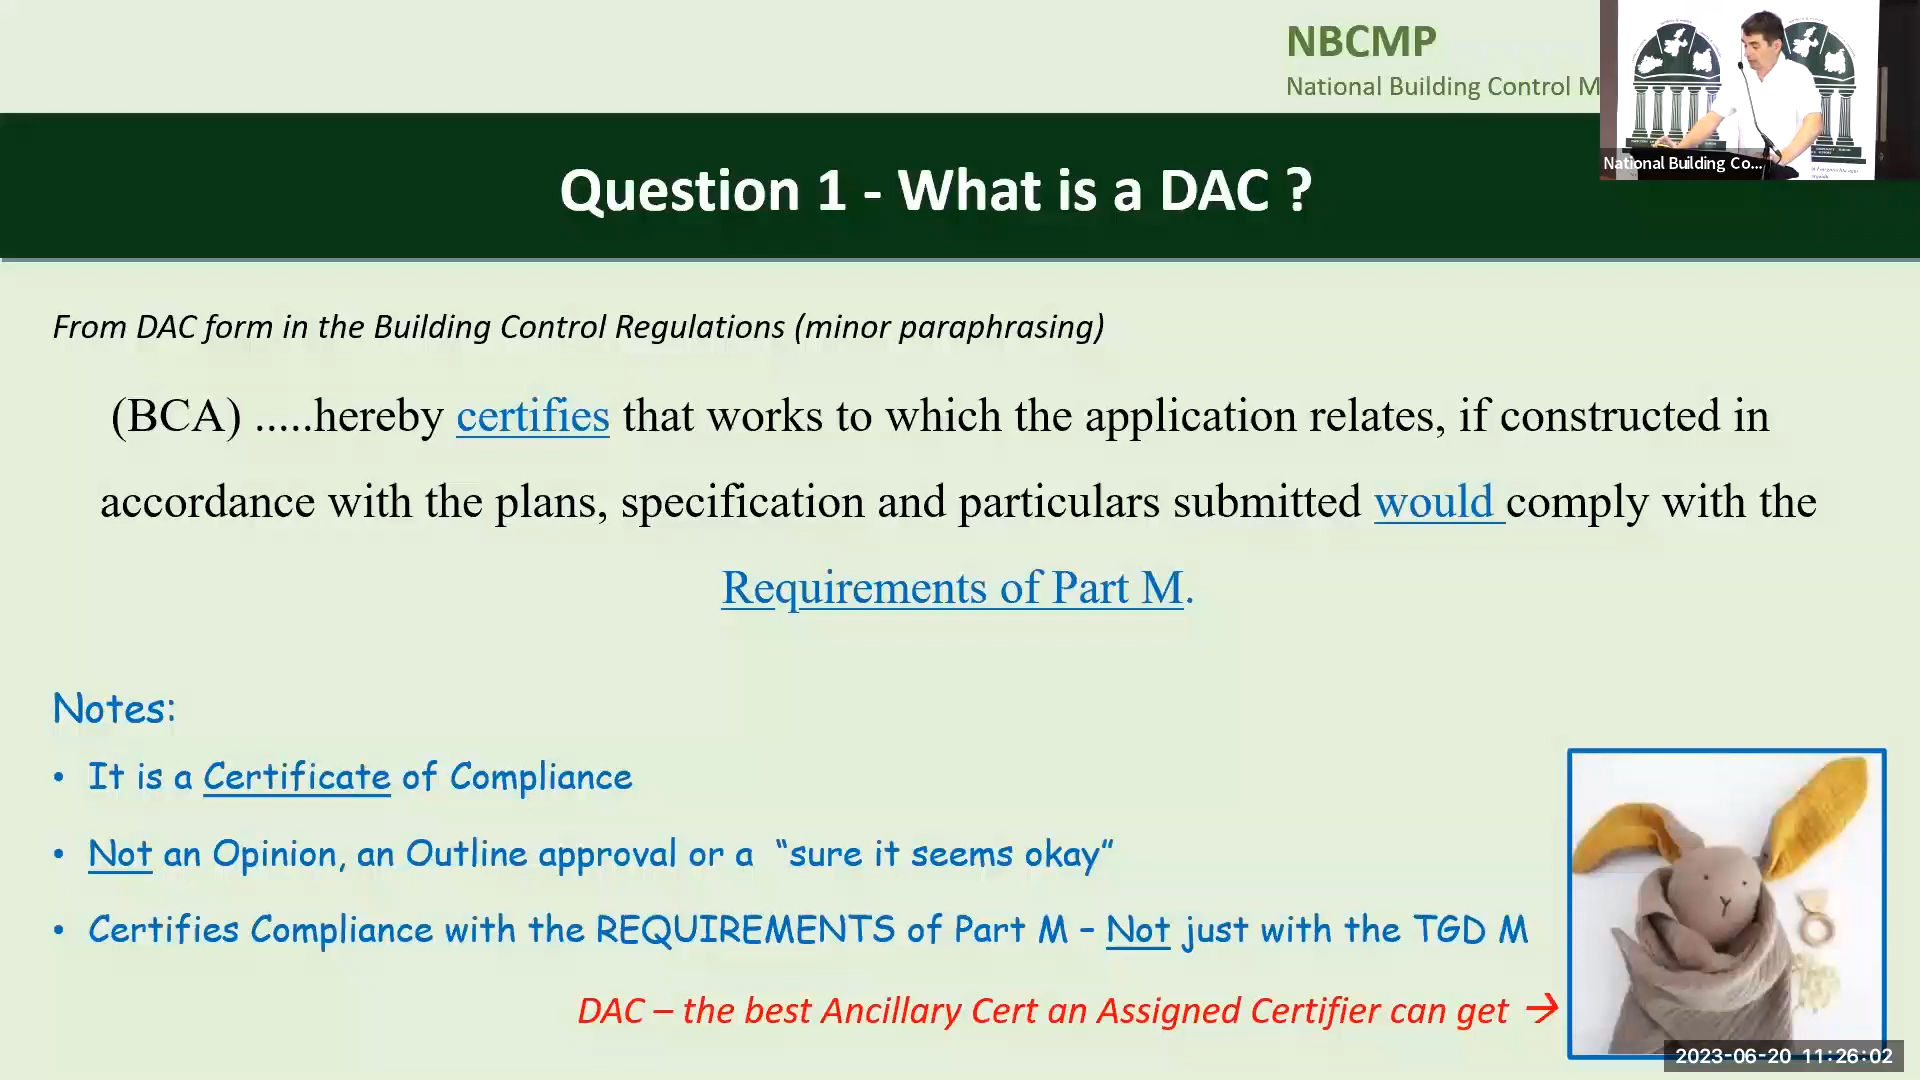 NBCMP
National Building Control M
National Building Co...
Question 1 - What is a DAC ?
From DAC form in the Building Control Regulations (minor paraphrasing)
(BCA) .....hereby certifies that works to which the application relates, if constructed in
accordance with the plans, specification and particulars submitted would comply with the
Requirements of Part M.
Notes:
• It is a Certificate of Compliance
• Not an Opinion, an Outline approval or a “sure it seems okay”
• Certifies Compliance with the REQUIREMENTS of Part M – Not just with the TGD M
DAC – the best Ancillary Cert an Assigned Certifier can get →
2023-06-20 11:26:02